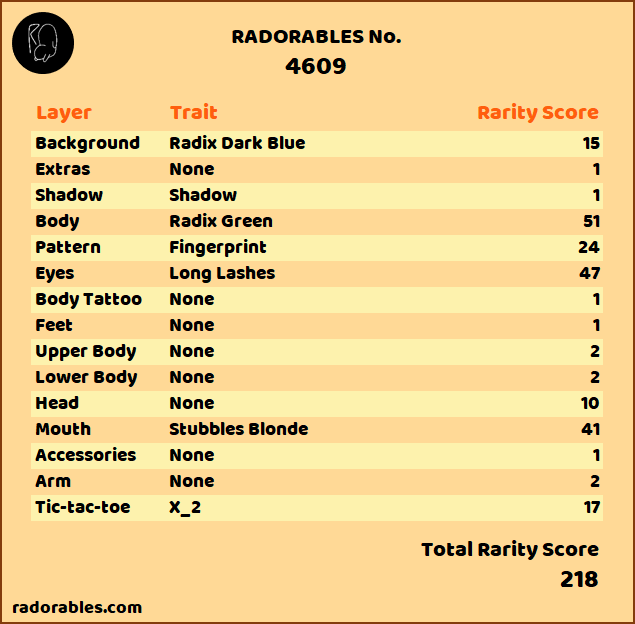 RADORABLES No.
4609
Layer Trait Rarity Score
Background Radix Dark Blue 15
Extras None 1
Shadow Shadow 1
Body Radix Green 51
Pattern Fingerprint 24
Eyes Long Lashes 47
Body Tattoo None 1
Feet None 1
Upper Body None 2
Lower Body None 2
Head None 10
Mouth Stubbles Blonde 41
Accessories None 1
Arm None 2
Tic-tac-toe X_2 17
Total Rarity Score
218
radorables.com